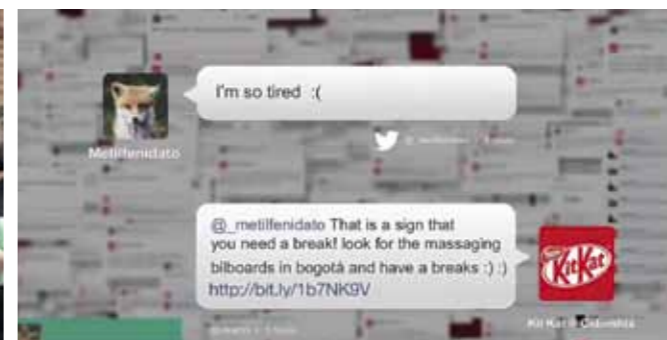 I'm so tired :(
Metilfenidato
@_metilfenidato That is a sign that
you need a break! look for the massaging
bilboards in bogotá and have a breaks :) :)
http://bit.ly/1b7NK9V
KitKat
Kit Kat